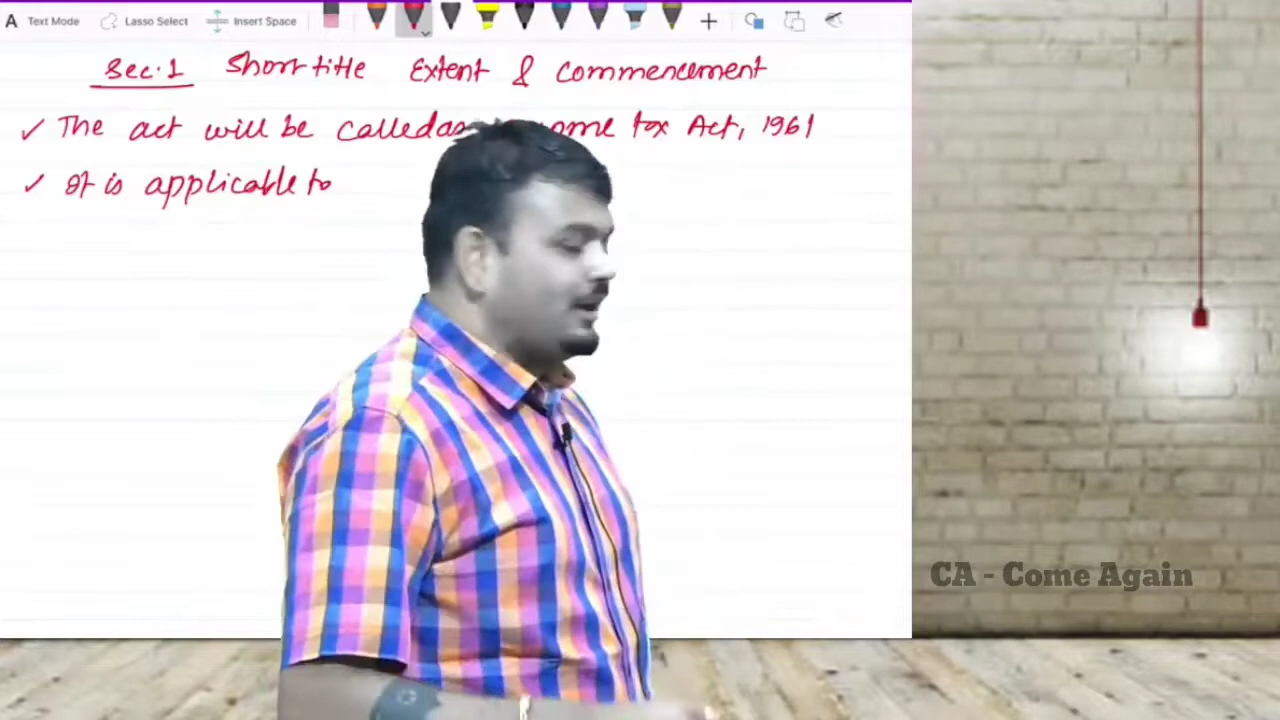 A Text Mode Lasso Select Insert Space
Sec. 1 Short title Extent & Commencement
✓ The act will be called as ome tax Act, 1961
✓ It is applicable to
CA - Come Again